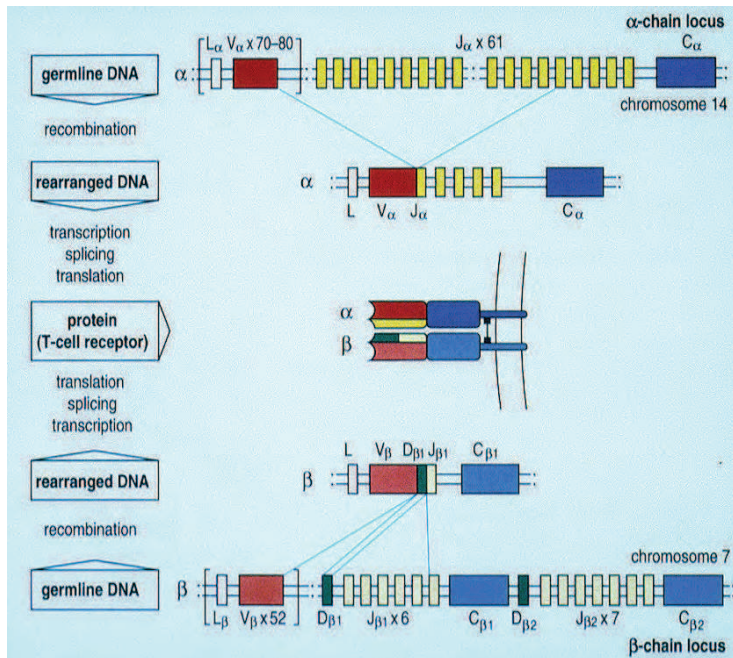 α-chain locus
germline DNA
α
Lα Vα x 70–80
Jα x 61
Cα
chromosome 14
recombination
rearranged DNA
α
L
Vα
Jα
Cα
transcription
splicing
translation
protein
(T-cell receptor)
α
β
translation
splicing
transcription
rearranged DNA
β
L
Vβ
Dβ1
Jβ1
Cβ1
recombination
chromosome 7
germline DNA
β
Lβ
Vβ x 52
Dβ1
Jβ1 x 6
Cβ1
Dβ2
Jβ2 x 7
Cβ2
β-chain locus